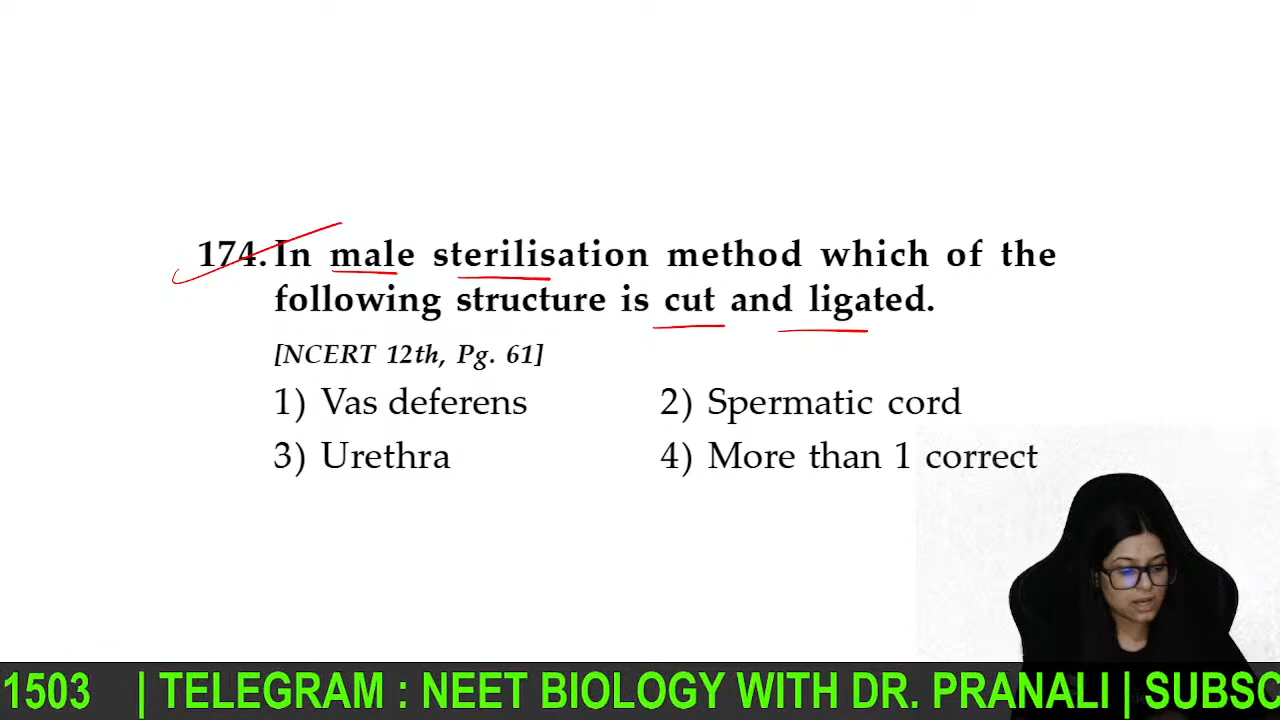 174. In male sterilisation method which of the
following structure is cut and ligated.
[NCERT 12th, Pg. 61]
1) Vas deferens 2) Spermatic cord
3) Urethra 4) More than 1 correct
1503 | TELEGRAM : NEET BIOLOGY WITH DR. PRANALI | SUBSC